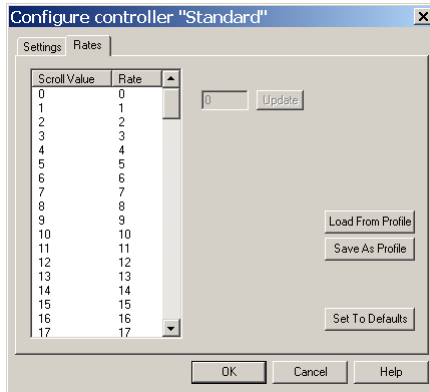 Configure controller "Standard"
Settings Rates
Scroll Value Rate
0 0
0 Update
1 1
2 2
3 3
4 4
5 5
6 6
7 7
8 8
9 9
Load From Profile
10 10
11 11
Save As Profile
12 12
13 13
14 14
15 15
16 16
Set To Defaults
17 17
OK Cancel Help